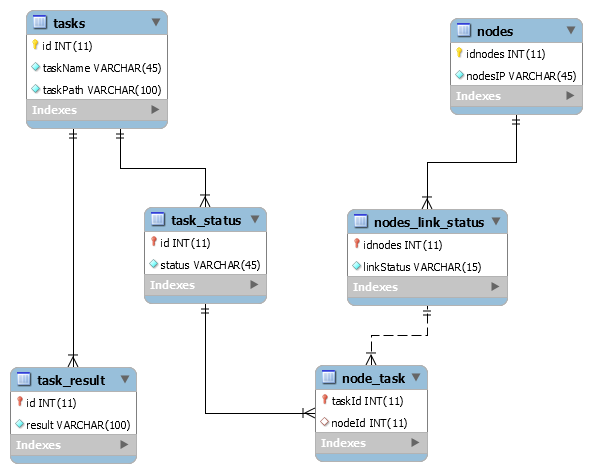 tasks
id INT(11)
taskName VARCHAR(45)
taskPath VARCHAR(100)
Indexes
nodes
idnodes INT(11)
nodesIP VARCHAR(45)
Indexes
task_status
id INT(11)
status VARCHAR(45)
Indexes
nodes_link_status
idnodes INT(11)
linkStatus VARCHAR(15)
Indexes
task_result
id INT(11)
result VARCHAR(100)
Indexes
node_task
taskId INT(11)
nodeId INT(11)
Indexes